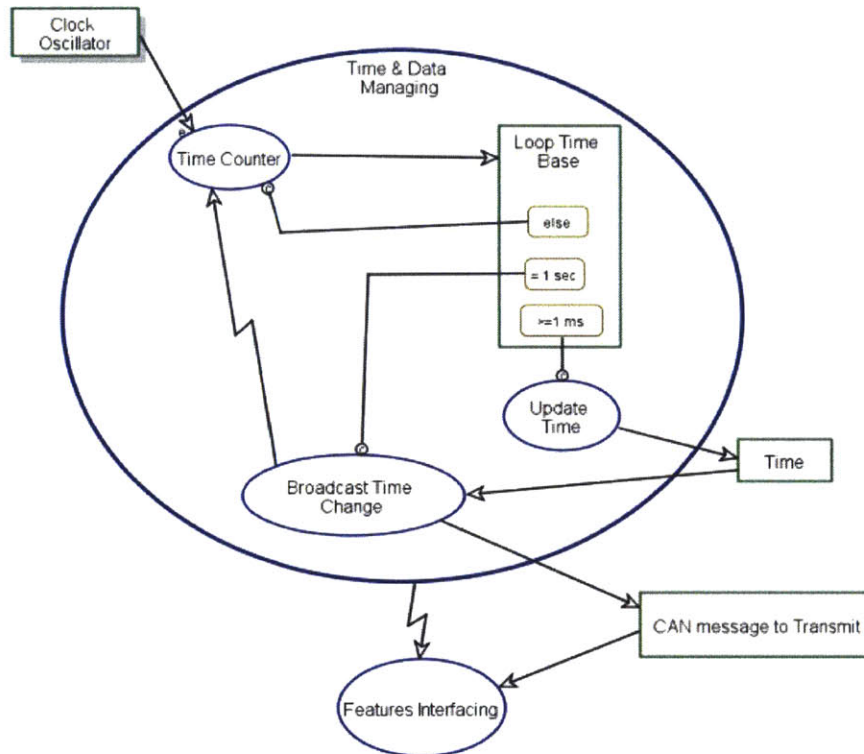 Clock
Oscillator
Time & Data
Managing
e
Time Counter
Loop Time
Base
else
c
= 1 sec
>=1 ms
c
Update
Time
c
Time
Broadcast Time
Change
CAN message to Transmit
Features Interfacing